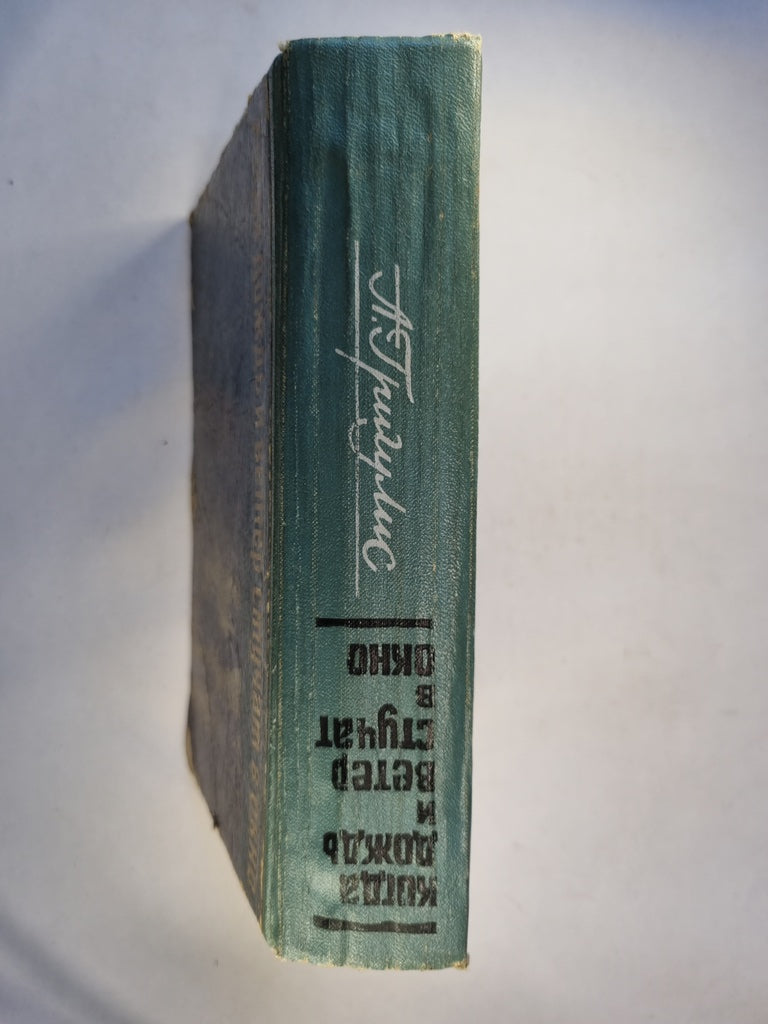 А. Григулис
когда
дождь
и
ветер
стучат
в
окно